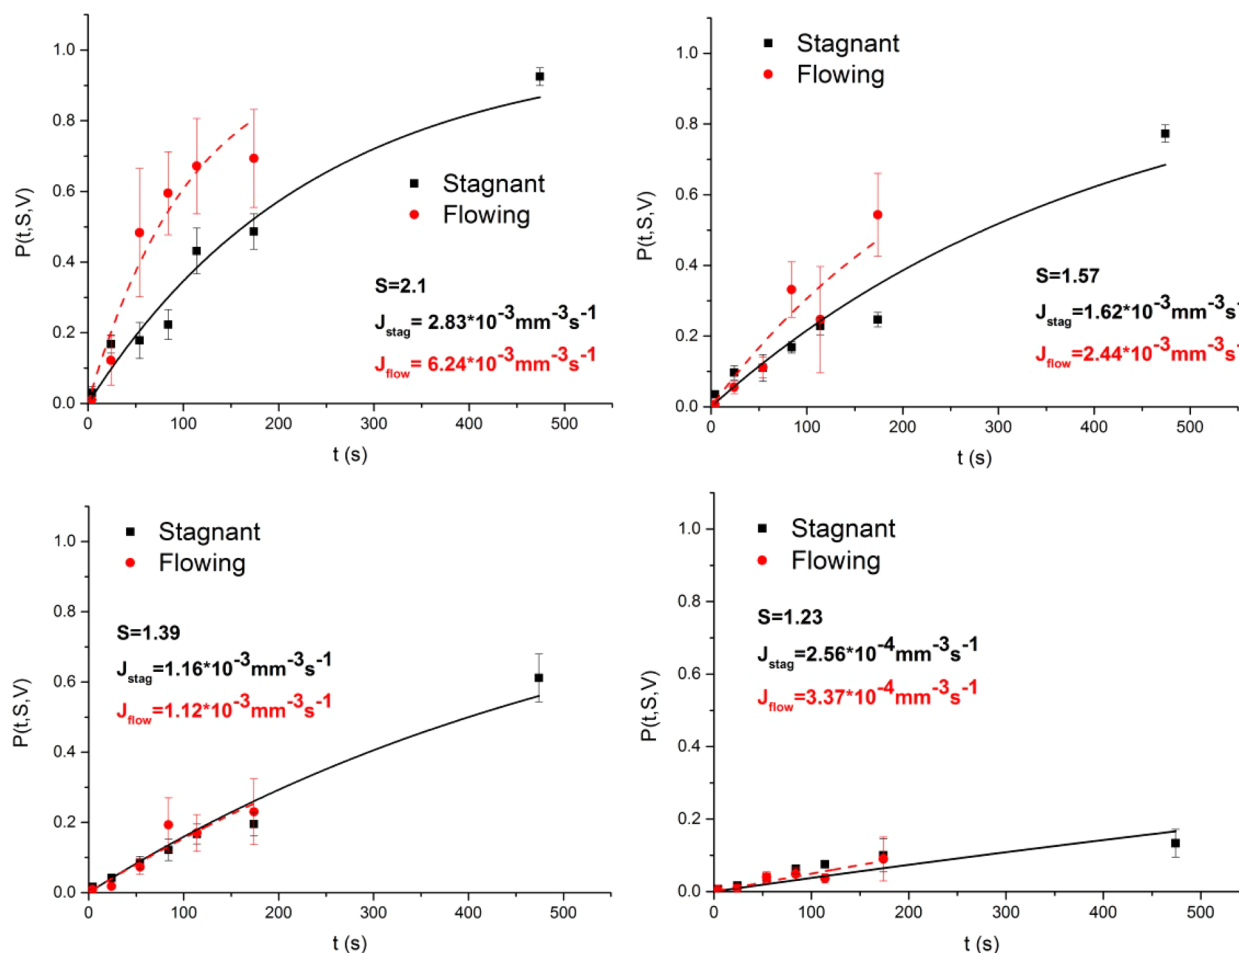 1.0
0.8
0.6
0.4
0.2
0.0
P(t,S,V)
Stagnant
Flowing
S=2.1
J_stag = 2.83*10^-3 mm^-3 s^-1
J_flow = 6.24*10^-3 mm^-3 s^-1
0 100 200 300 400 500
t (s)
1.0
0.8
0.6
0.4
0.2
0.0
P(t,S,V)
Stagnant
Flowing
S=1.57
J_stag=1.62*10^-3 mm^-3 s
J_flow=2.44*10^-3 mm^-3 s
0 100 200 300 400 500
t (s)
1.0
0.8
0.6
0.4
0.2
0.0
P(t,S,V)
Stagnant
Flowing
S=1.39
J_stag=1.16*10^-3 mm^-3 s^-1
J_flow=1.12*10^-3 mm^-3 s^-1
0 100 200 300 400 500
t (s)
1.0
0.8
0.6
0.4
0.2
0.0
P(t,S,V)
Stagnant
Flowing
S=1.23
J_stag=2.56*10^-4 mm^-3 s^-1
J_flow=3.37*10^-4 mm^-3 s^-1
0 100 200 300 400 500
t (s)